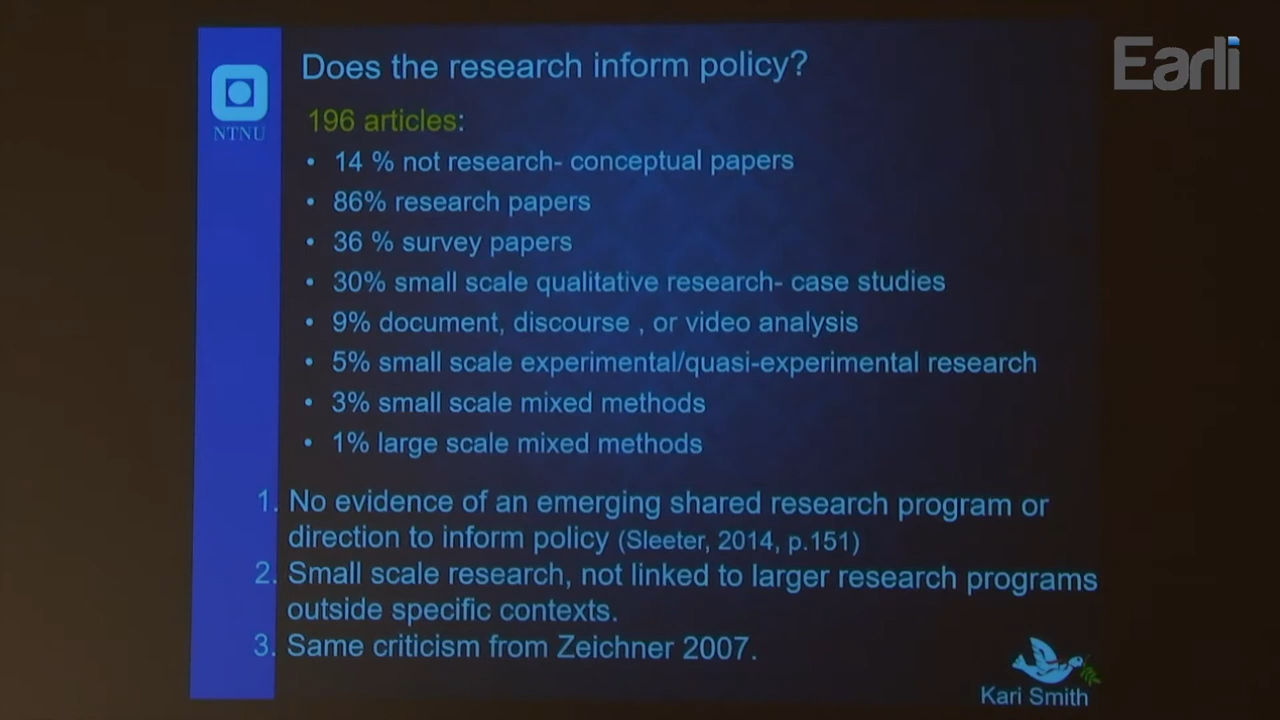 Does the research inform policy?
Earli
NTNU
196 articles:
• 14 % not research- conceptual papers
• 86% research papers
• 36 % survey papers
• 30% small scale qualitative research- case studies
• 9% document, discourse , or video analysis
• 5% small scale experimental/quasi-experimental research
• 3% small scale mixed methods
• 1% large scale mixed methods
1. No evidence of an emerging shared research program or
direction to inform policy (Sleeter, 2014, p.151)
2. Small scale research, not linked to larger research programs
outside specific contexts.
3. Same criticism from Zeichner 2007.
Kari Smith